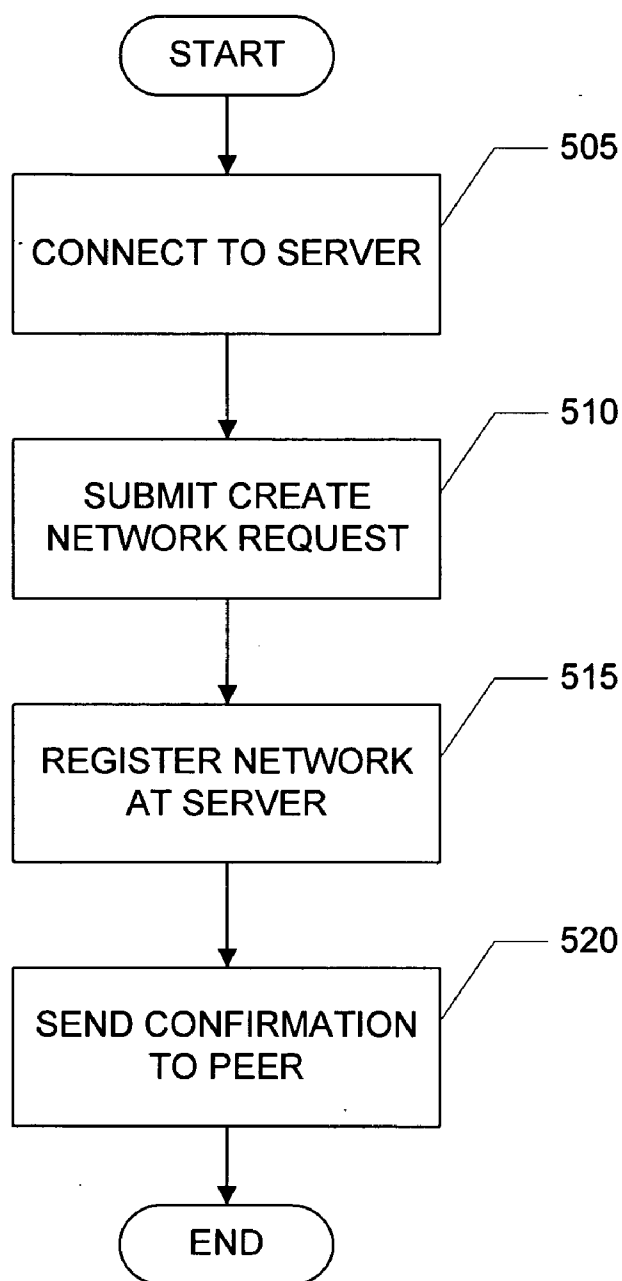 START
505
CONNECT TO SERVER
510
SUBMIT CREATE
NETWORK REQUEST
515
REGISTER NETWORK
AT SERVER
520
SEND CONFIRMATION
TO PEER
END